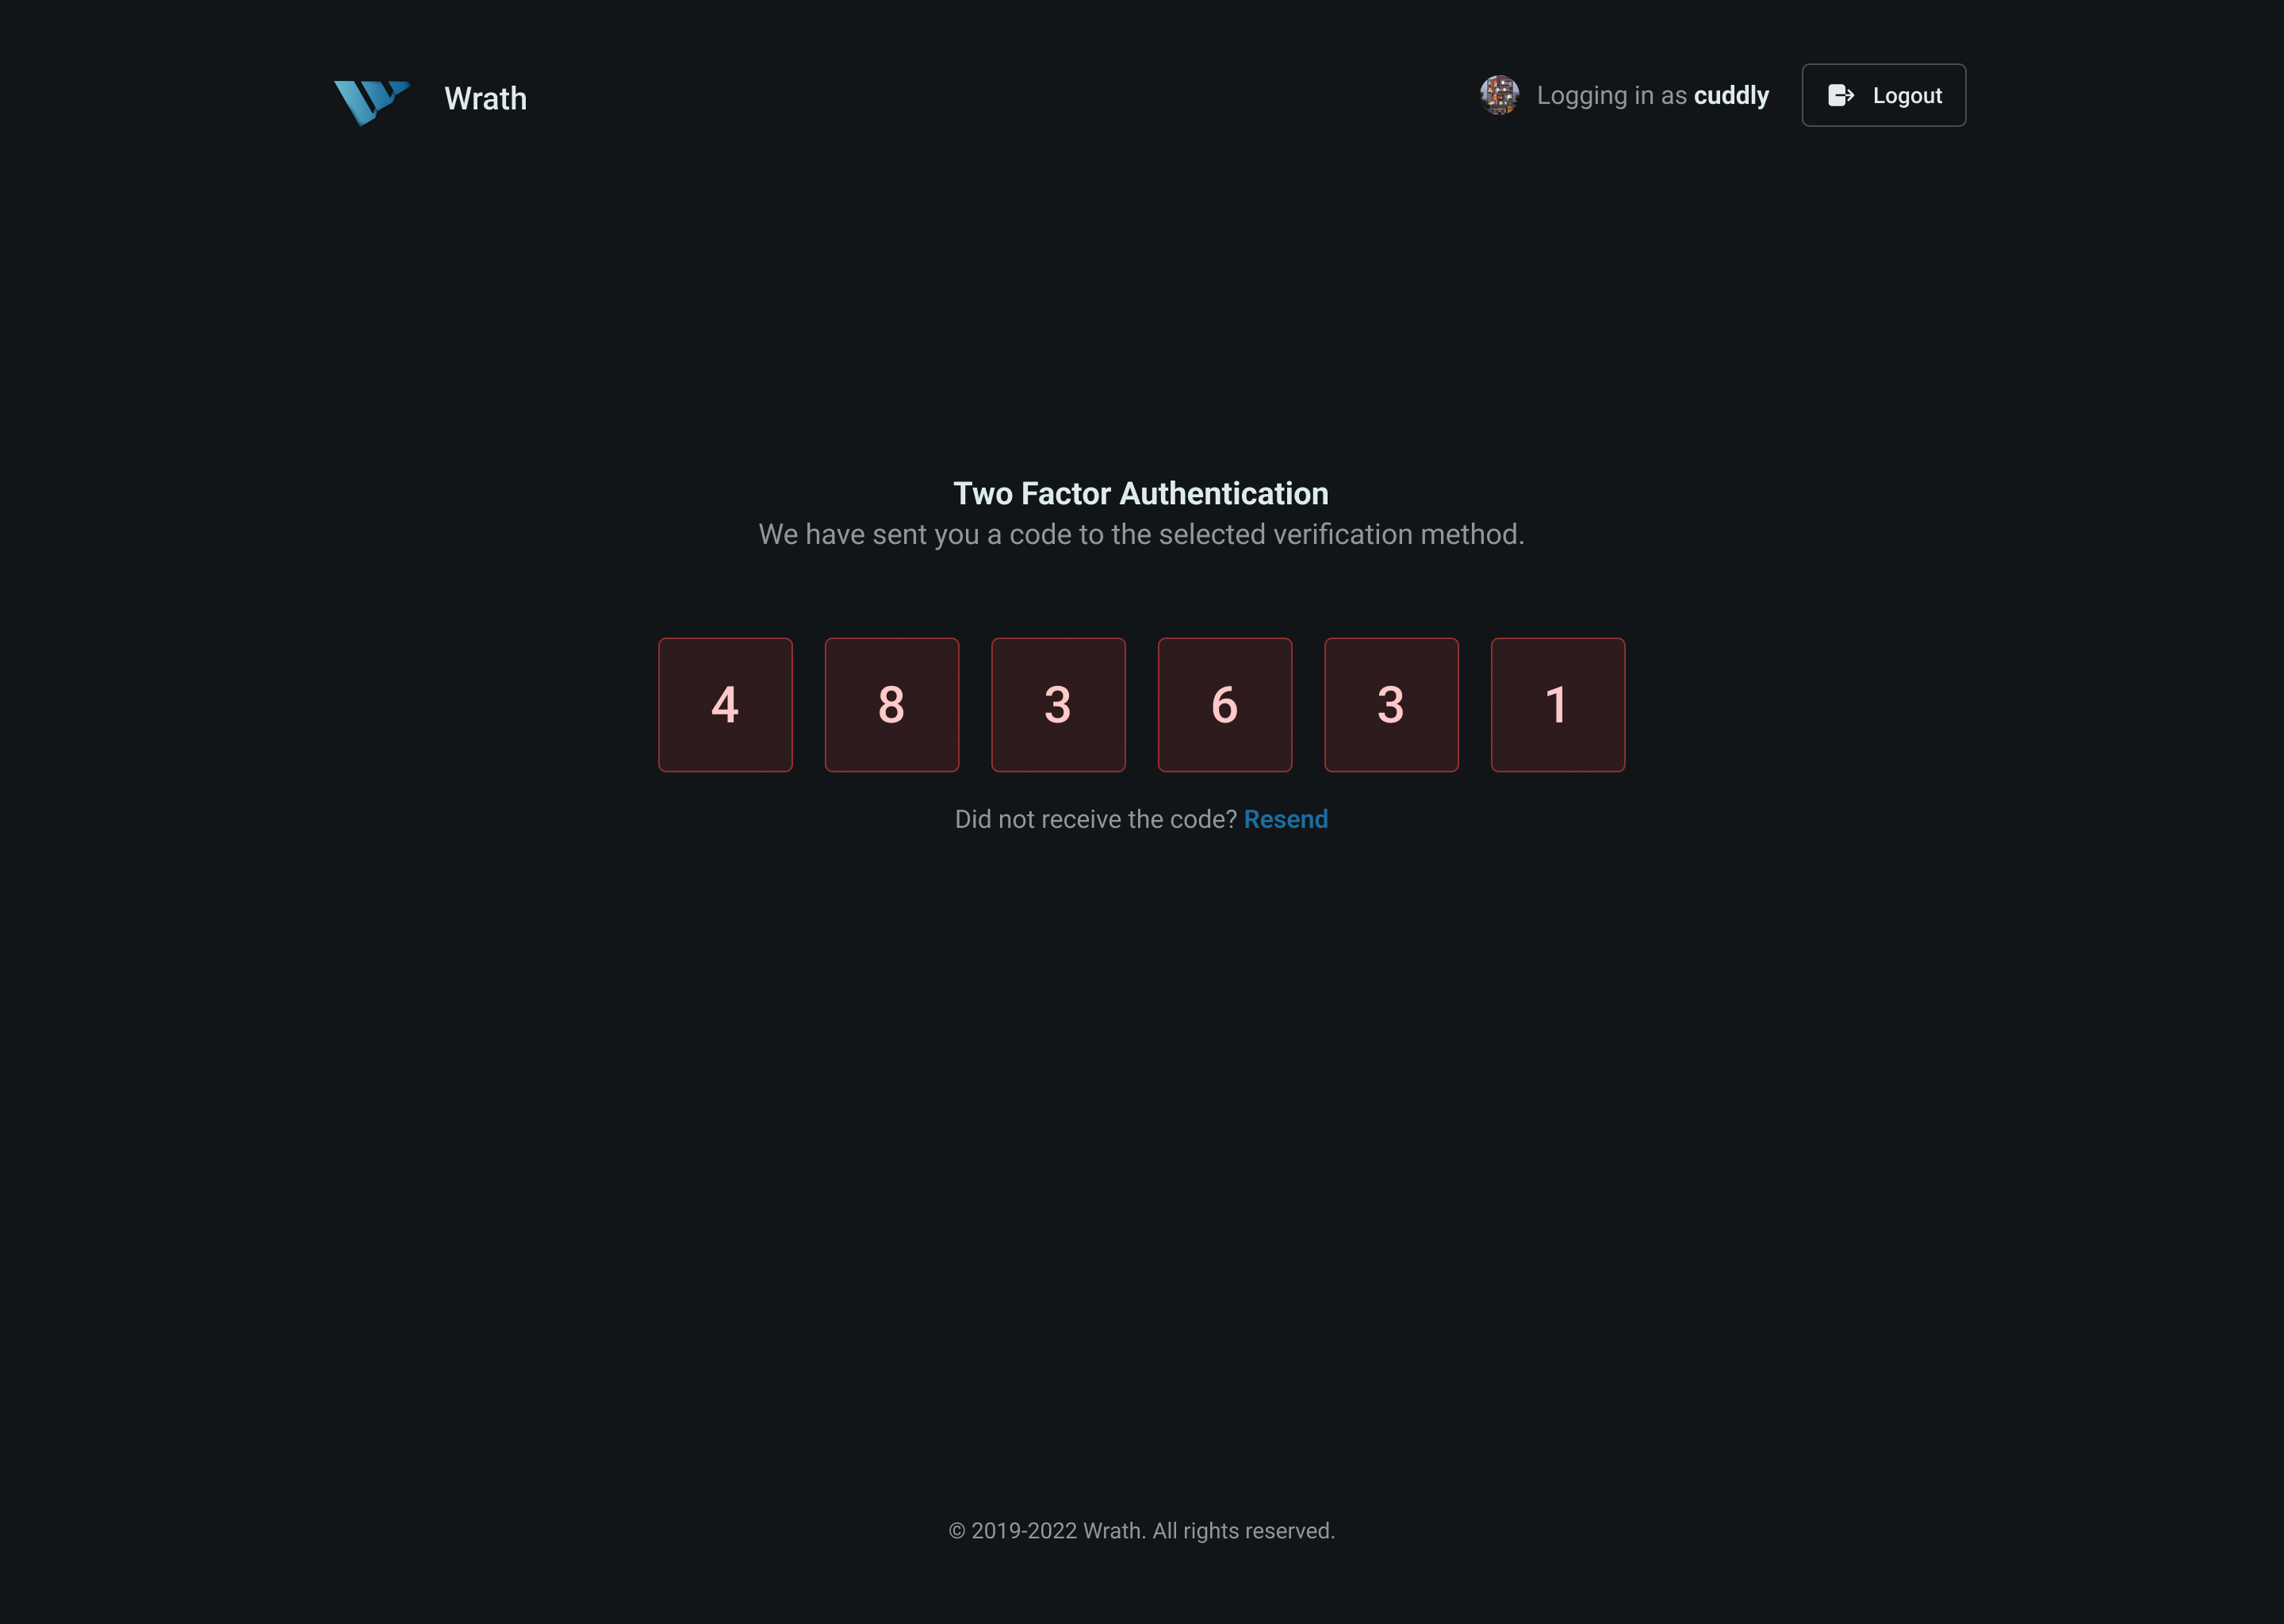 Wrath
Logging in as cuddly
Logout
Two Factor Authentication
We have sent you a code to the selected verification method.
4 8 3 6 3 1
Did not receive the code? Resend
© 2019-2022 Wrath. All rights reserved.